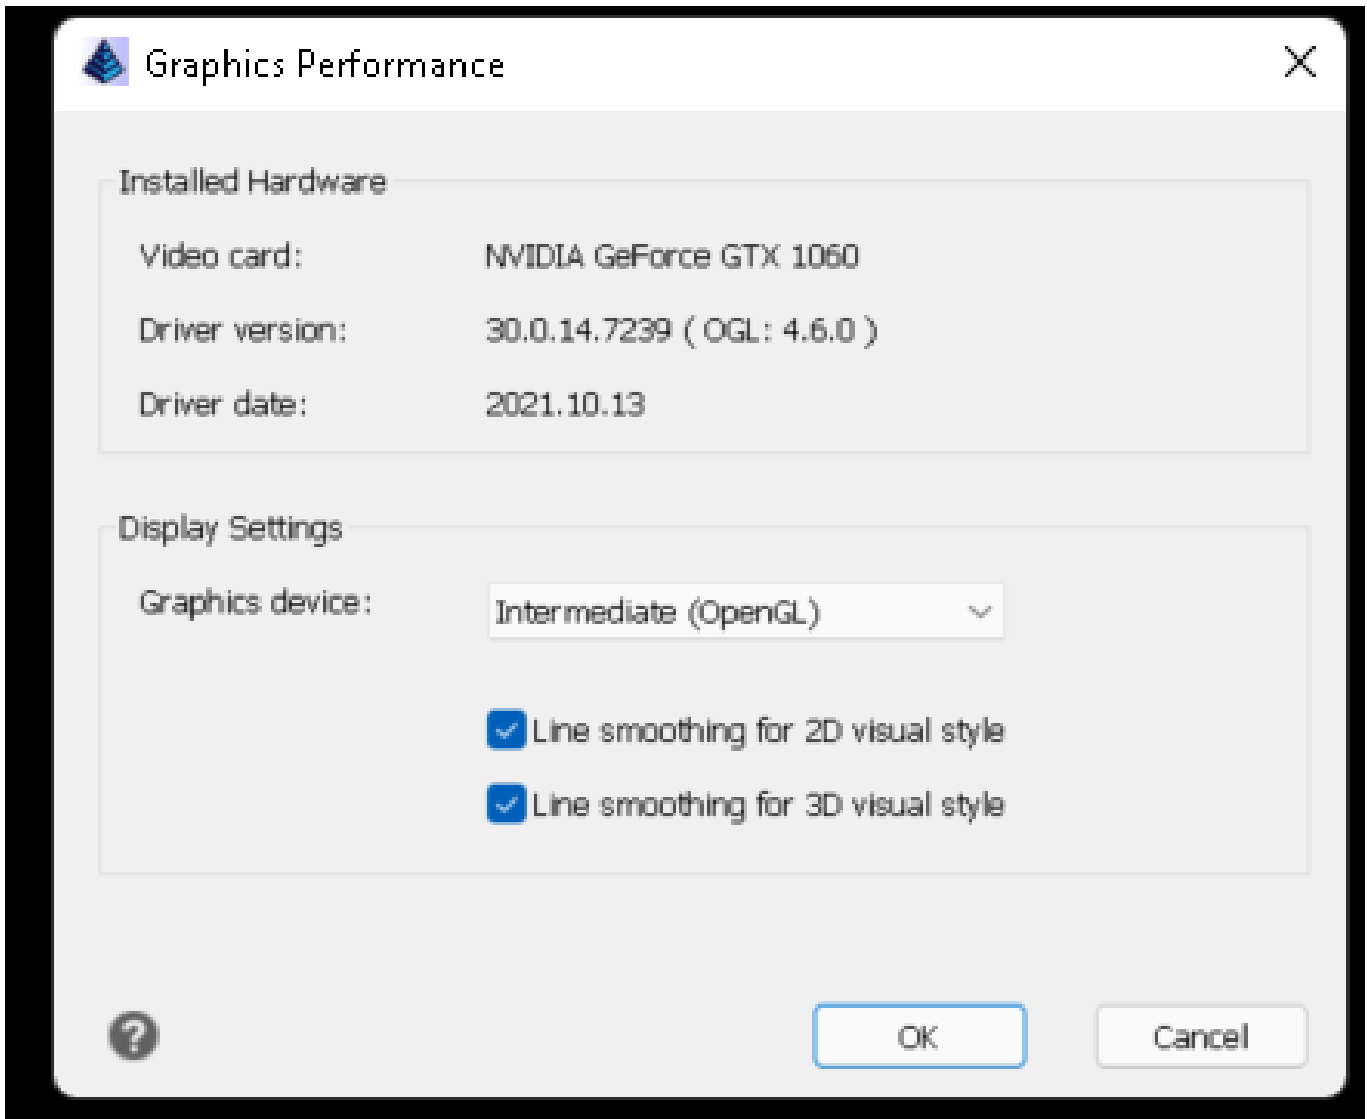 Graphics Performance
Installed Hardware
Video card: NVIDIA GeForce GTX 1060
Driver version: 30.0.14.7239 ( OGL: 4.6.0 )
Driver date: 2021.10.13
Display Settings
Graphics device: Intermediate (OpenGL)
Line smoothing for 2D visual style
Line smoothing for 3D visual style
? OK Cancel